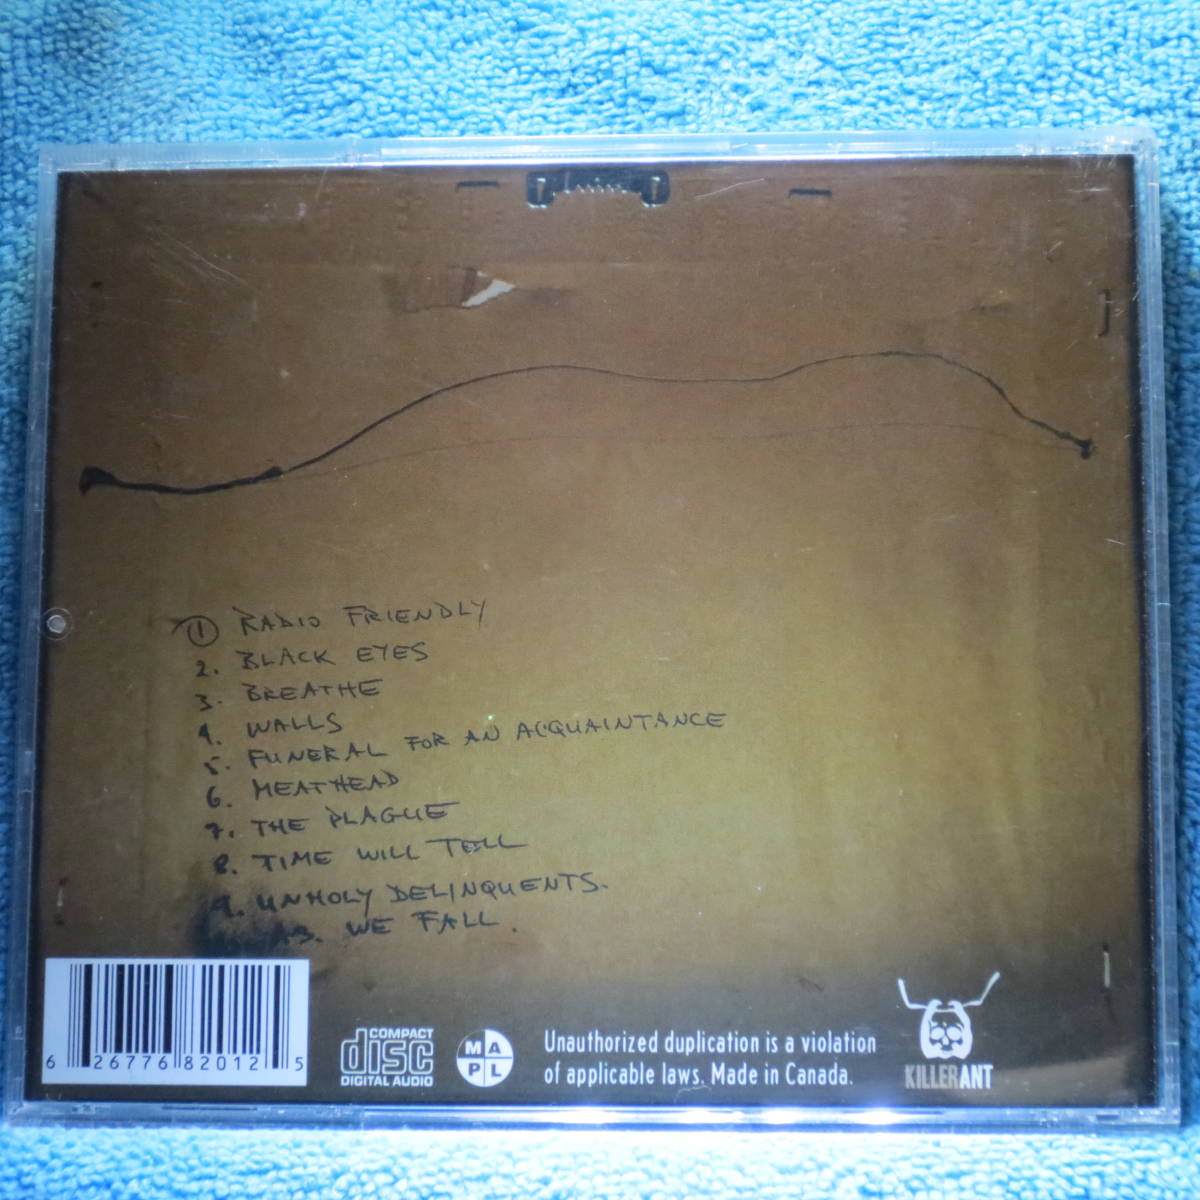 1 RADIO FRIENDLY
2. BLACK EYES
3. BREATHE
4. WALLS
5. FUNERAL FOR AN ACQUAINTANCE
6. MEATHEAD
7. THE PLAGUE
8. TIME WILL TELL
9. UNHOLY DELINQUENTS.
WE FALL.
6 26776 82012 5
COMPACT
disc
DIGITAL AUDIO
MAPL
Unauthorized duplication is a violation
of applicable laws. Made in Canada.
KILLERANT